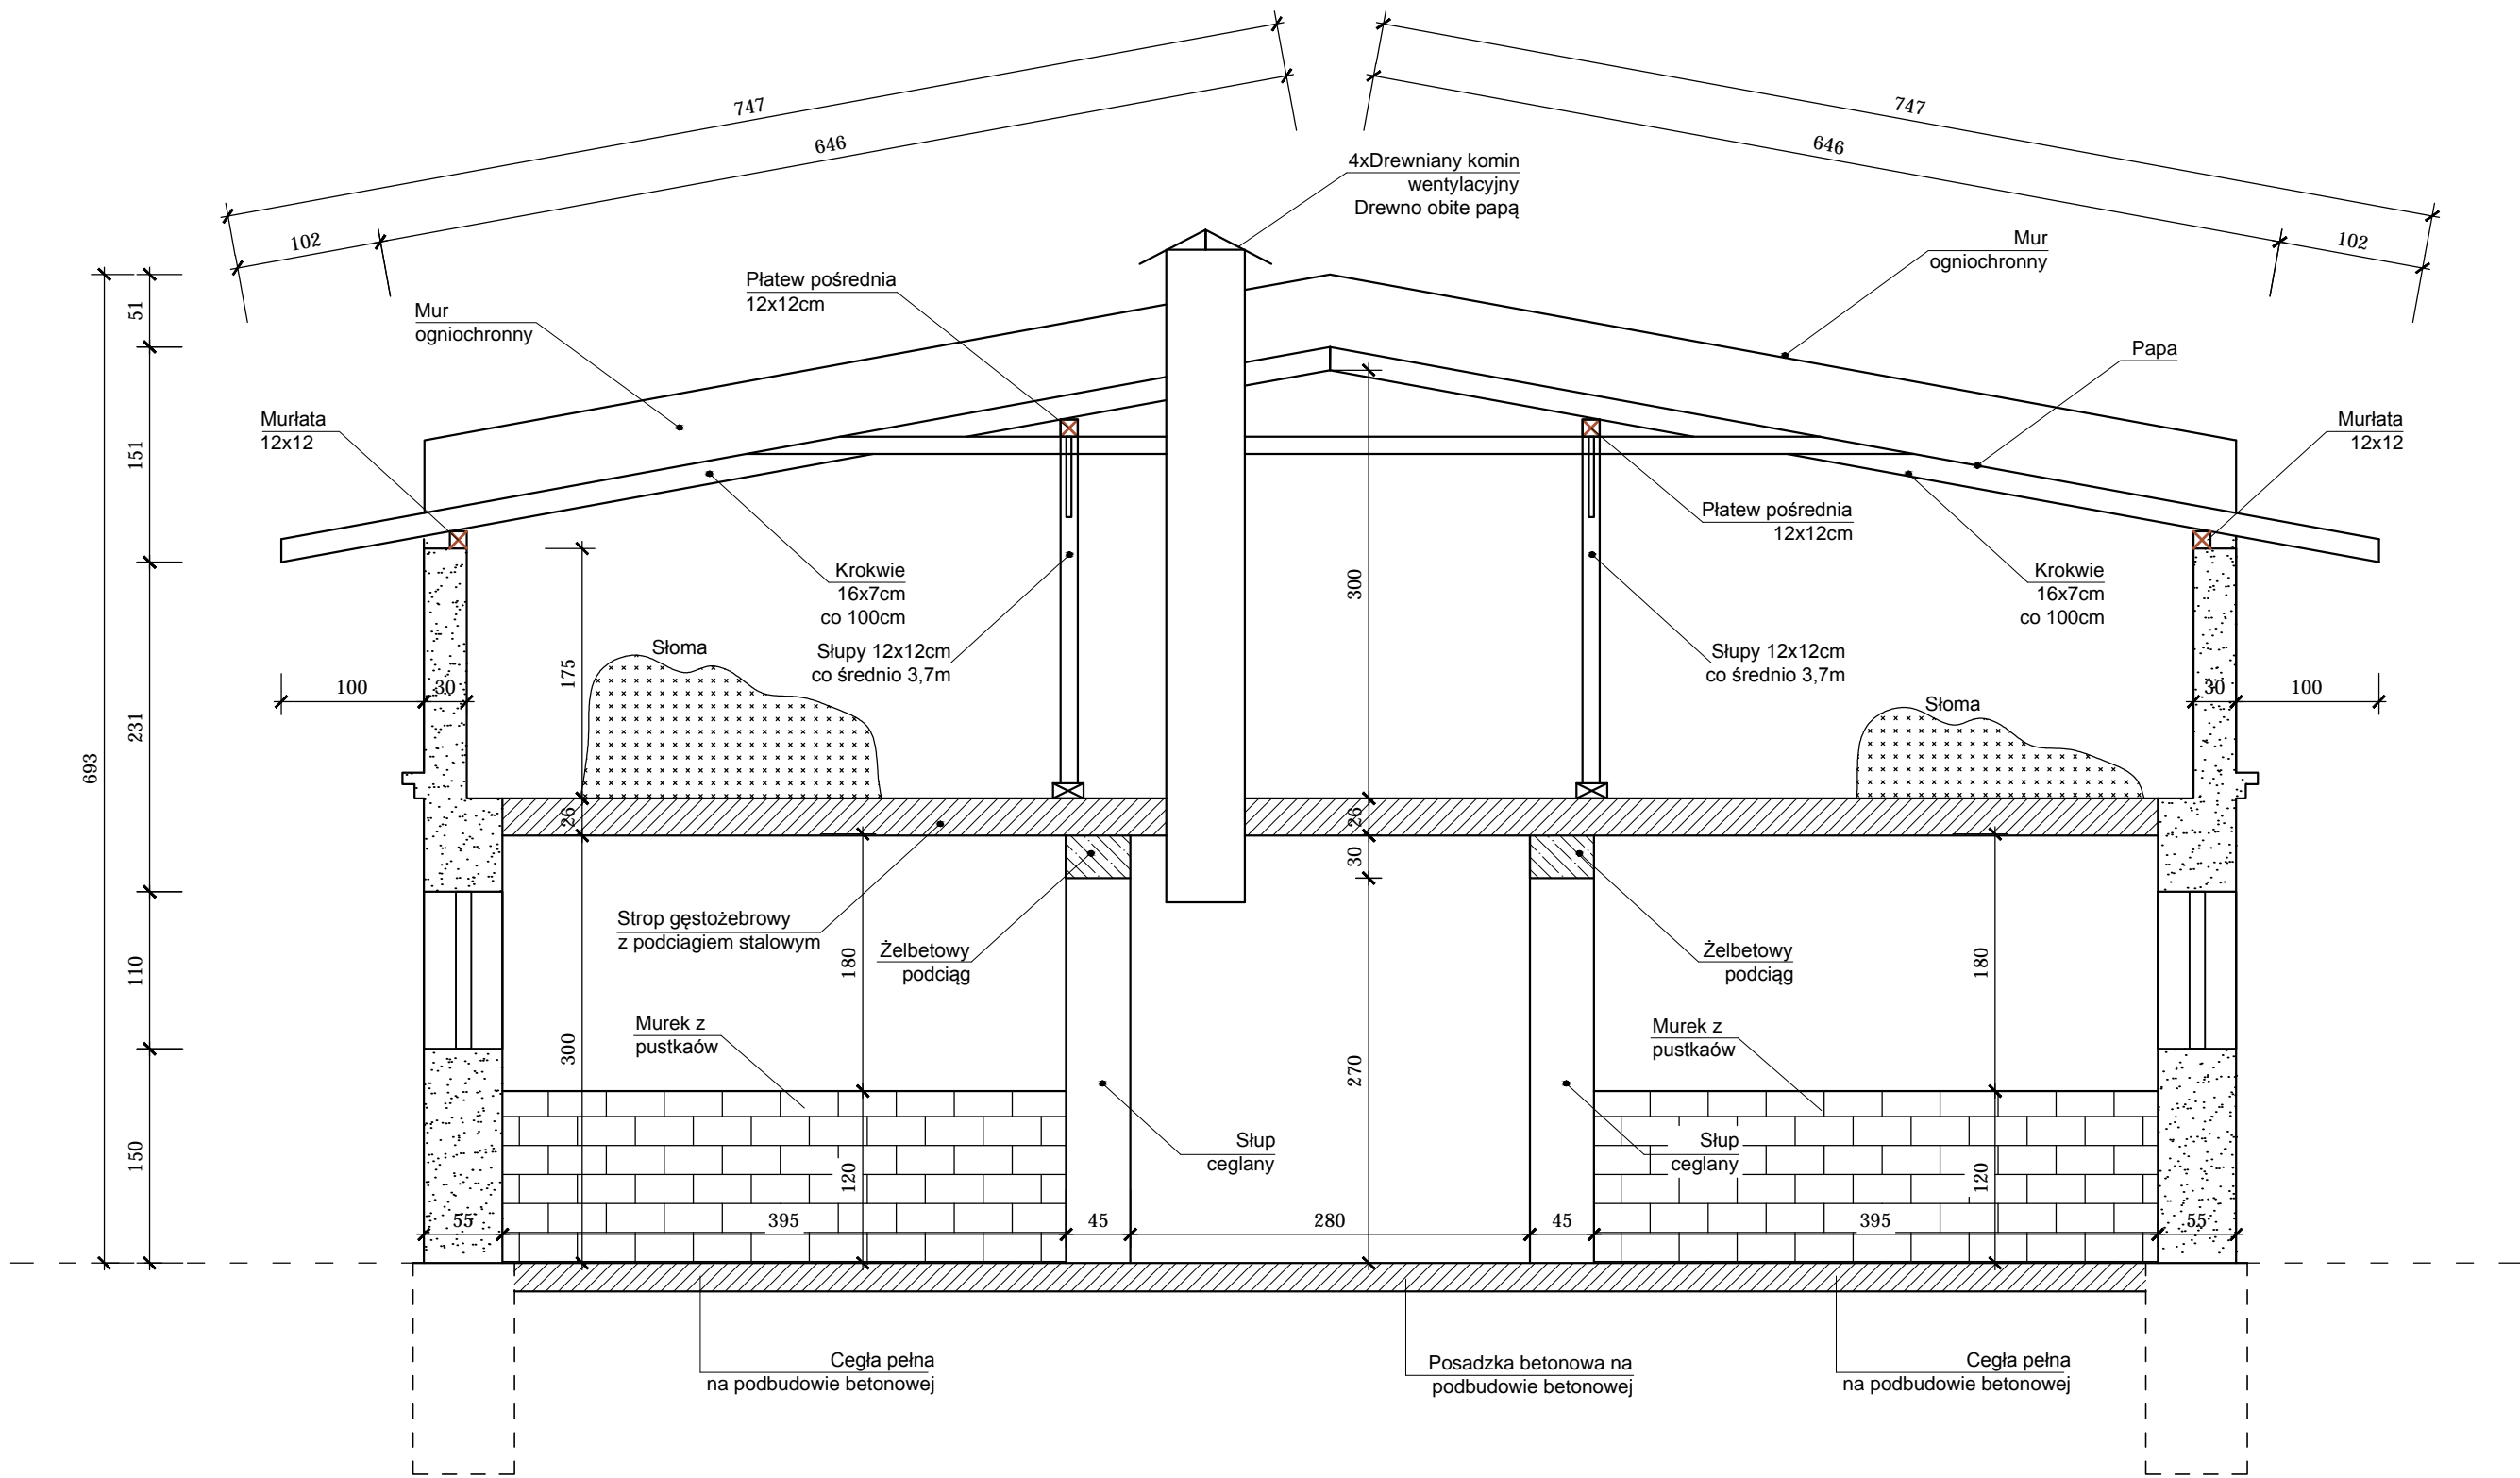 747
747
646
646
4xDrewniany komin
wentylacyjny
Drewno obite papą
102
102
Mur
ogniochronny
Płatew pośrednia
12x12cm
Mur
ogniochronny
51
Papa
Murłata
12x12
Murłata
12x12
151
Płatew pośrednia
12x12cm
Krokwie
16x7cm
co 100cm
300
Krokwie
16x7cm
co 100cm
Słoma
Słupy 12x12cm
co średnio 3,7m
Słupy 12x12cm
co średnio 3,7m
175
100
30
Słoma
30
100
231
693
26
26
30
Strop gęstożebrowy
z podciagiem stalowym
Żelbetowy
podciąg
Żelbetowy
podciąg
180
180
110
Murek z
pustkaów
Murek z
pustkaów
300
270
Słup
ceglany
Słup
ceglany
150
120
120
55
395
45
280
45
395
55
Cegła pełna
na podbudowie betonowej
Posadzka betonowa na
podbudowie betonowej
Cegła pełna
na podbudowie betonowej